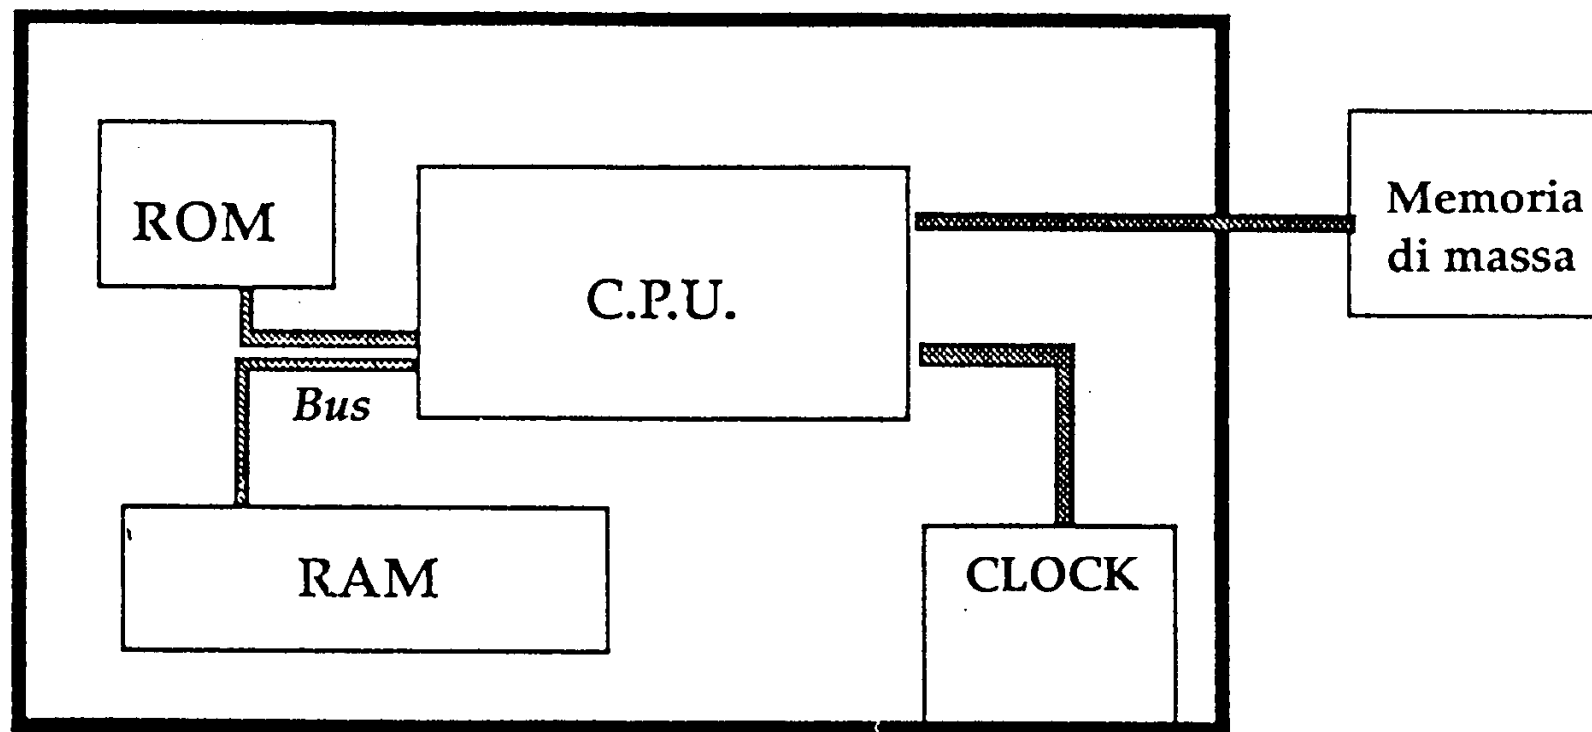 ROM
C.P.U.
Memoria
di massa
Bus
RAM
CLOCK